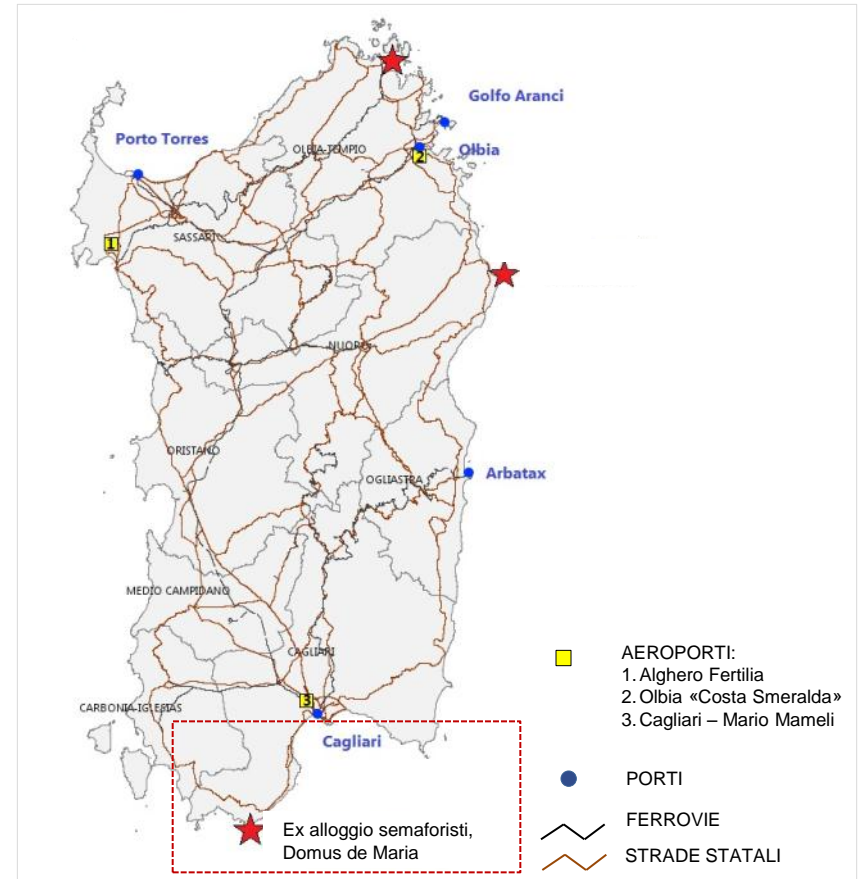 Golfo Aranci
Porto Torres
OLBIA-TEMPIO
Olbia
2
SASSARI
1
NUORO
ORISTANO
OGLIASTRA
Arbatax
MEDIO CAMPIDANO
CAGLIARI
CARBONIA-IGLESIAS
3
Cagliari
Ex alloggio semaforisti,
Domus de Maria
AEROPORTI:
1. Alghero Fertilia
2. Olbia «Costa Smeralda»
3. Cagliari – Mario Mameli
PORTI
FERROVIE
STRADE STATALI